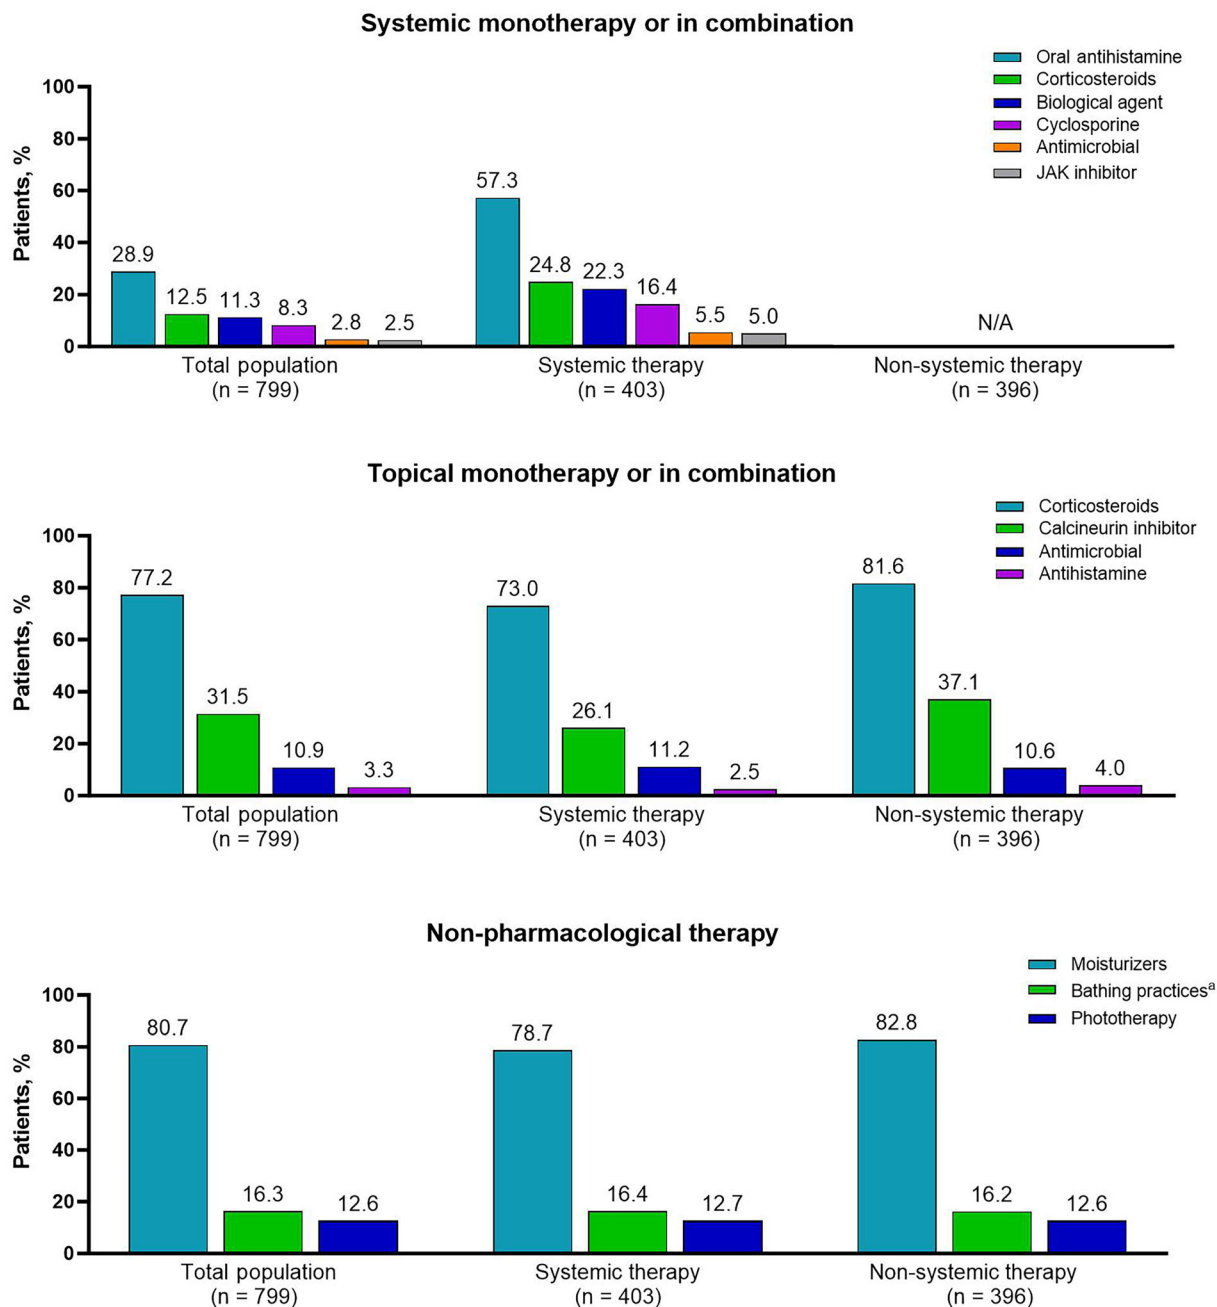 Systemic monotherapy or in combination
Oral antihistamine
Corticosteroids
Biological agent
Cyclosporine
Antimicrobial
JAK inhibitor
Patients, %
100
80
60
40
20
0
28.9
12.5
11.3
8.3
2.8
2.5
57.3
24.8
22.3
16.4
5.5
5.0
N/A
Total population
(n = 799)
Systemic therapy
(n = 403)
Non-systemic therapy
(n = 396)
Topical monotherapy or in combination
Corticosteroids
Calcineurin inhibitor
Antimicrobial
Antihistamine
Patients, %
100
80
60
40
20
0
77.2
31.5
10.9
3.3
73.0
26.1
11.2
2.5
81.6
37.1
10.6
4.0
Total population
(n = 799)
Systemic therapy
(n = 403)
Non-systemic therapy
(n = 396)
Non-pharmacological therapy
Moisturizers
Bathing practicesᵃ
Phototherapy
Patients, %
100
80
60
40
20
0
80.7
16.3
12.6
78.7
16.4
12.7
82.8
16.2
12.6
Total population
(n = 799)
Systemic therapy
(n = 403)
Non-systemic therapy
(n = 396)